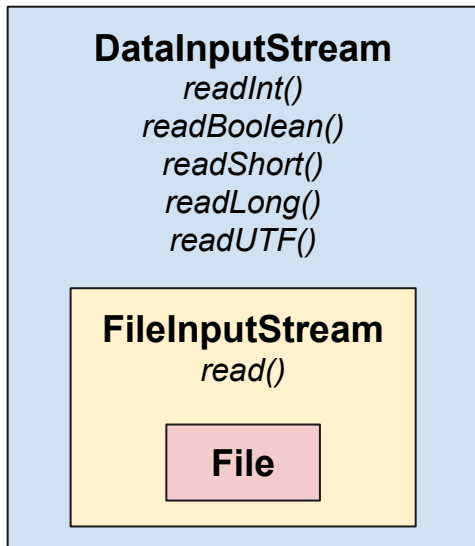 DataInputStream
readInt()
readBoolean()
readShort()
readLong()
readUTF()
FileInputStream
read()
File